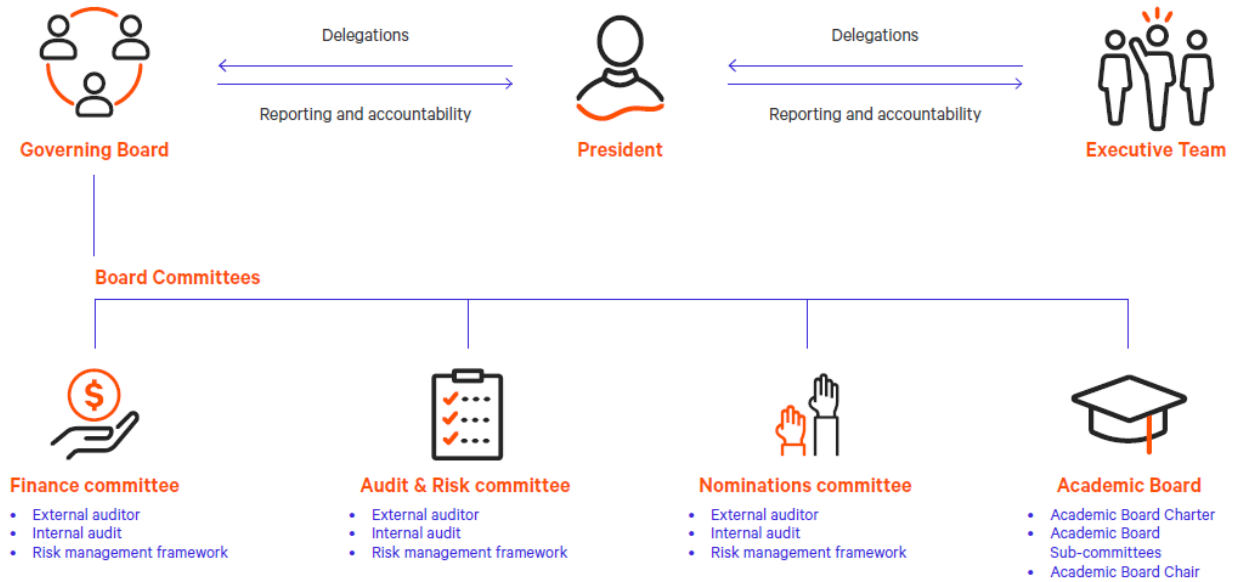 Delegations
Delegations
Reporting and accountability
Reporting and accountability
Governing Board
President
Executive Team
Board Committees
$
Finance committee
• External auditor
• Internal audit
• Risk management framework
Audit & Risk committee
• External auditor
• Internal audit
• Risk management framework
Nominations committee
• External auditor
• Internal audit
• Risk management framework
Academic Board
• Academic Board Charter
• Academic Board
Sub-committees
• Academic Board Chair